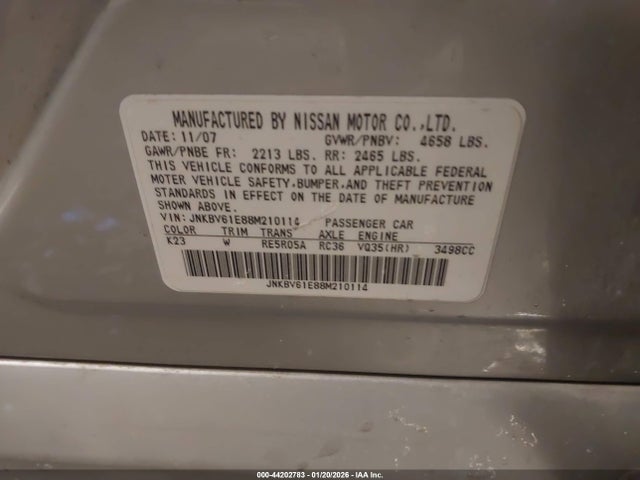 MANUFACTURED BY NISSAN MOTOR CO.,LTD.
DATE: 11/07 GVWR/PNBV: 4658 LBS.
GAWR/PNBE FR: 2213 LBS. RR: 2465 LBS.
THIS VEHICLE CONFORMS TO ALL APPLICABLE FEDERAL
MOTER VEHICLE SAFETY,BUMPER,AND THEFT PREVENTION
STANDARDS IN EFFECT ON THE DATE OF MANUFACTURE
SHOWN ABOVE.
VIN: JNKBV61E88M210114 PASSENGER CAR
COLOR TRIM TRANS AXLE ENGINE
K23 W RE5R05A RC36 VQ35(HR) 3498CC
JNKBV61E88M210114
000-44202783 - 01/20/2026 - IAA Inc.